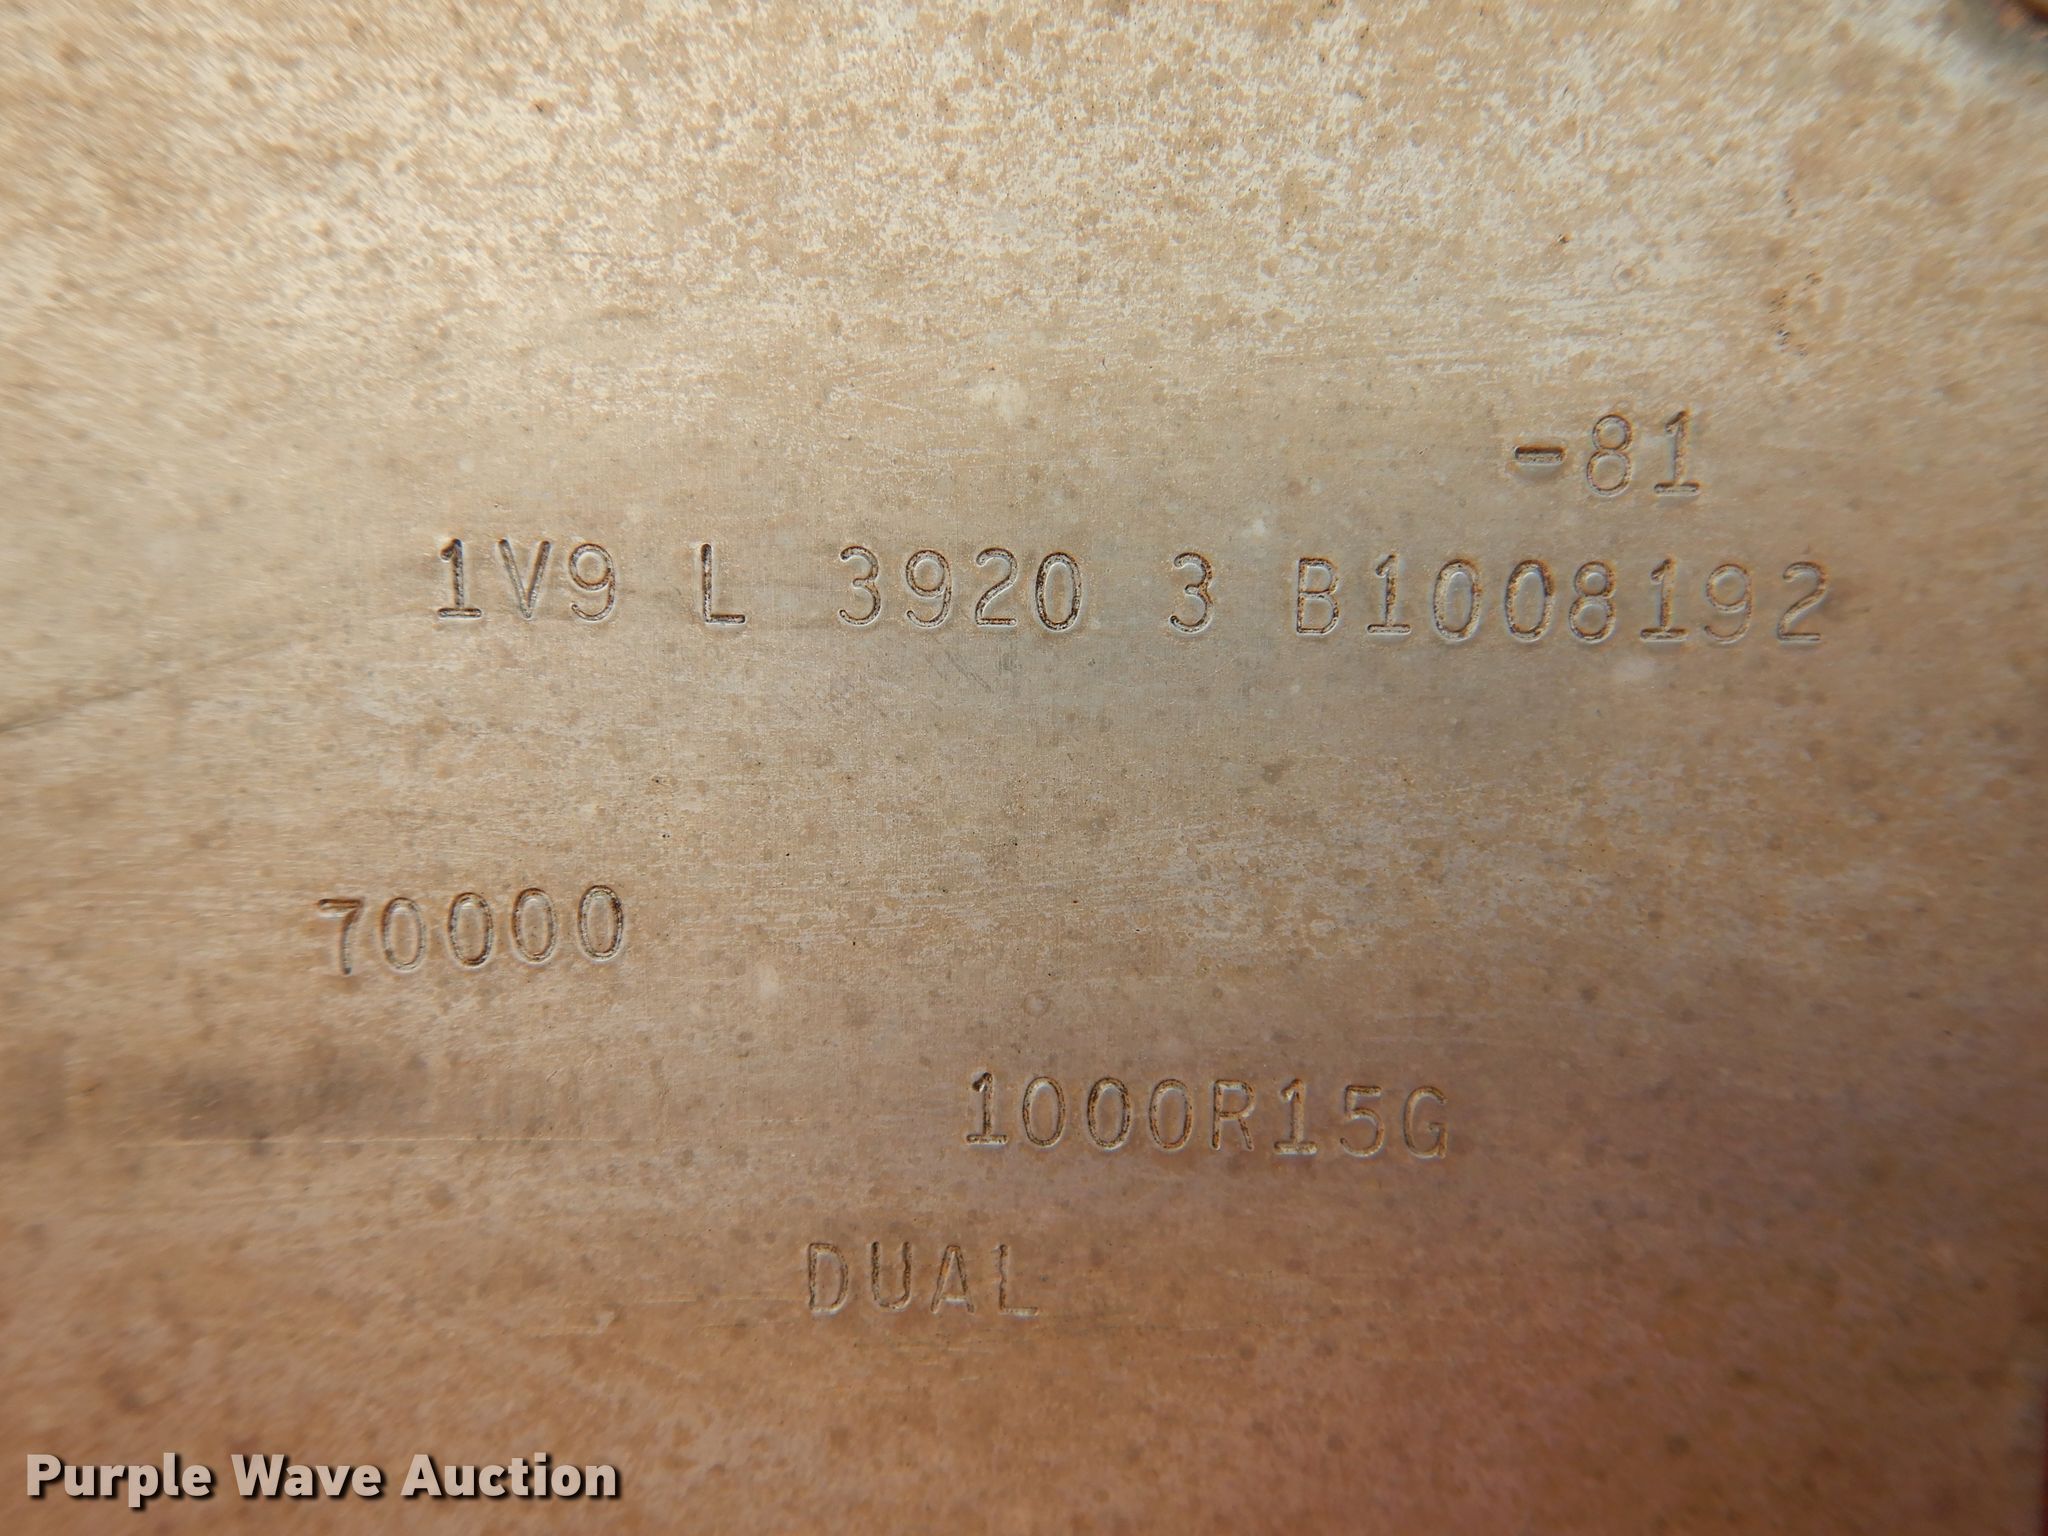 -81
1V9 L 3920 3 B1008192
70000
1000R15G
DUAL
Purple Wave Auction